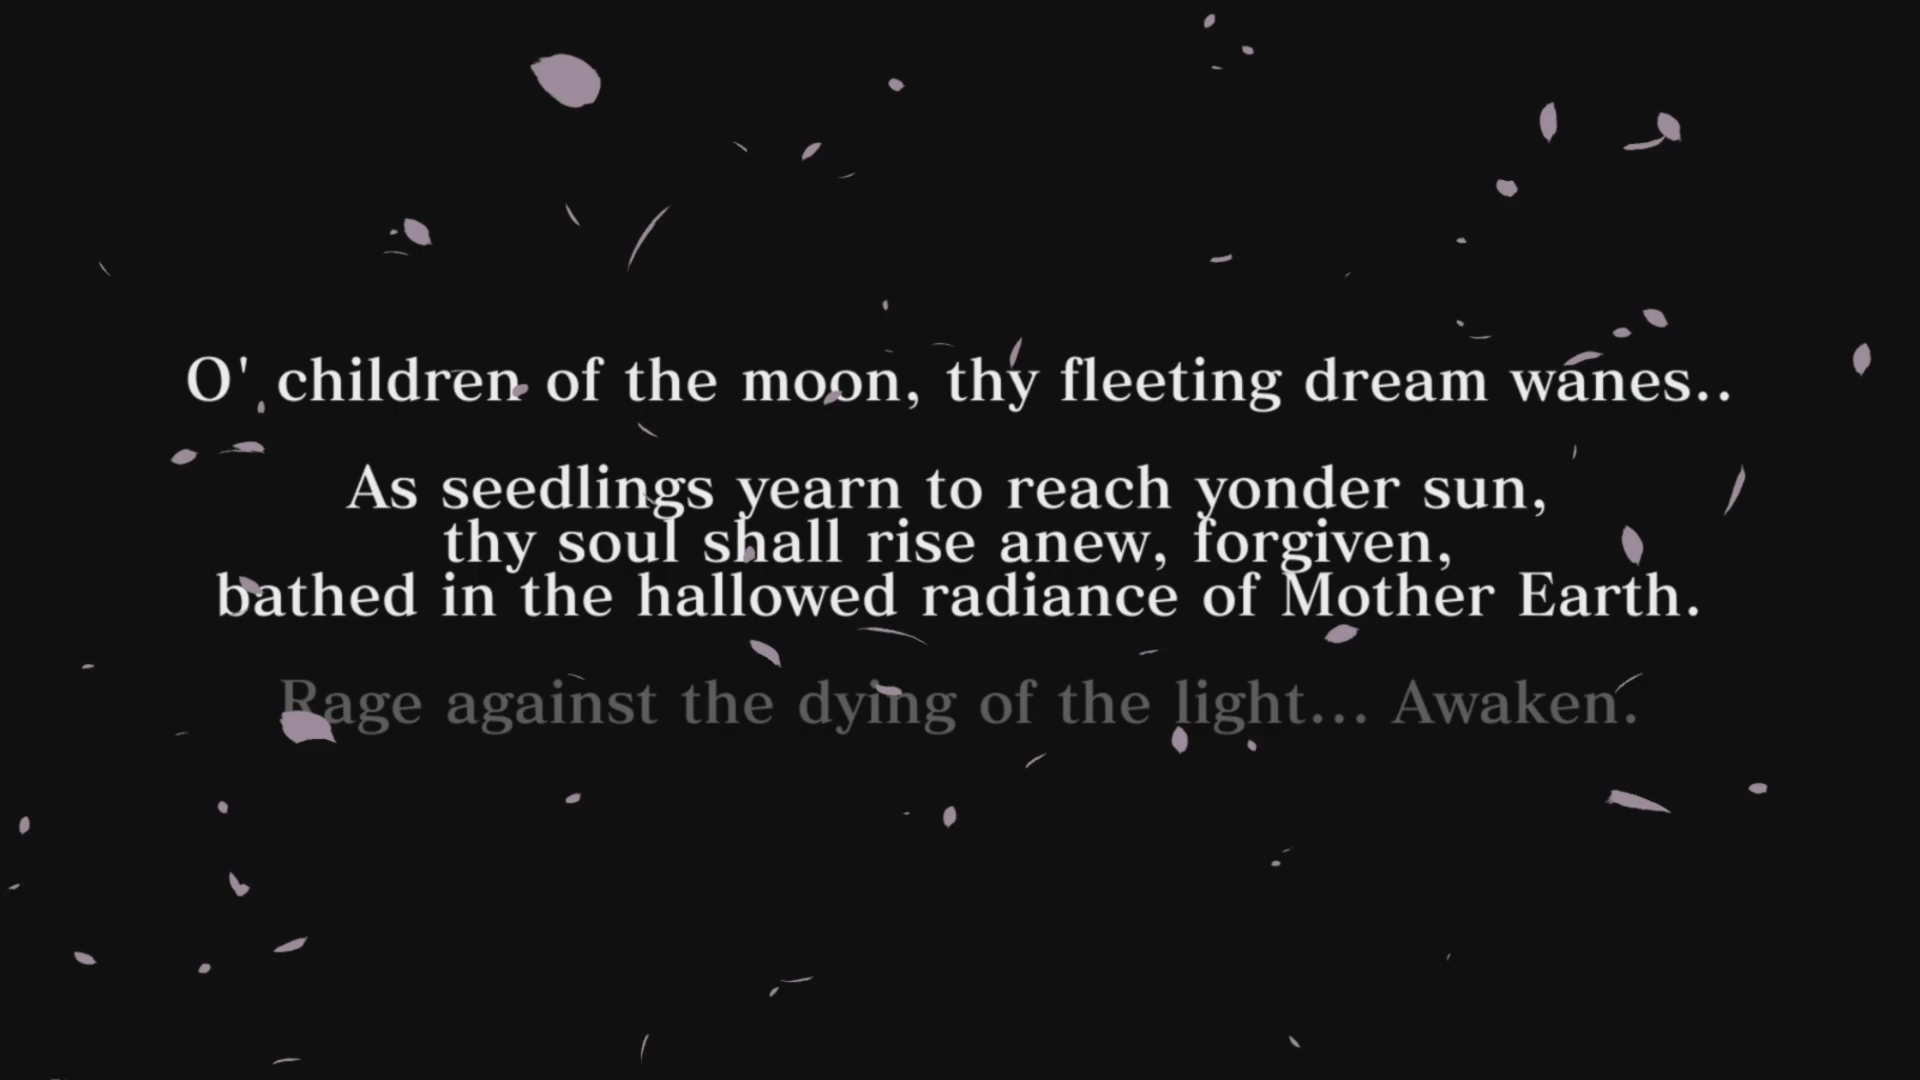 O' children of the moon, thy fleeting dream wanes..
As seedlings yearn to reach yonder sun,
thy soul shall rise anew, forgiven,
bathed in the hallowed radiance of Mother Earth.
Rage against the dying of the light... Awaken.